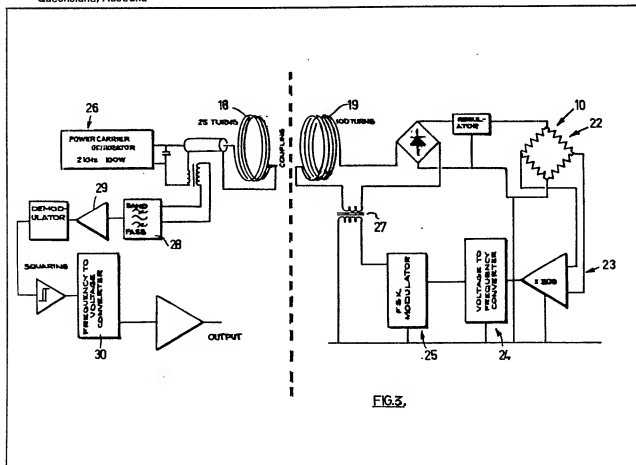 Queensland, Australia
26
POWER CARRIER
GENERATOR
2 KHz 100W
18
25 TURNS
COUPLING
19
100 TURNS
REGUL-
ATOR
10
22
29
DEMOD-
ULATOR
BAND
PASS
28
27
SQUARING
FREQUENCY TO
VOLTAGE
CONVERTER
30
OUTPUT
F.S.K.
MODULATOR
25
VOLTAGE TO
FREQUENCY
CONVERTER
24
23
FIG.3.